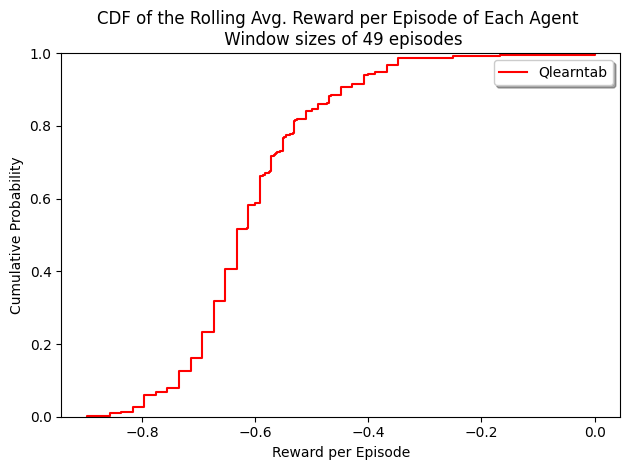 CDF of the Rolling Avg. Reward per Episode of Each Agent
Window sizes of 49 episodes
Qlearntab
1.0
0.8
0.6
0.4
0.2
0.0
Cumulative Probability
−0.8
−0.6
−0.4
−0.2
0.0
Reward per Episode